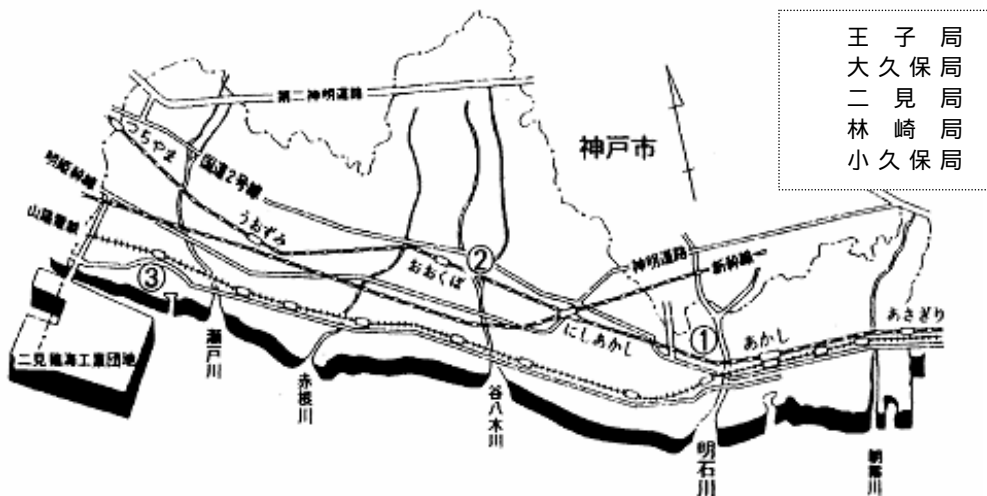 王子局
大久保局
二見局
林崎局
小久保局
第二神明道路
神戸市
つちやま
国道2号線
明姫幹線
山陽電鉄
うおずみ
おおくぼ
②
神明道路
新幹線
③
にしあかし
①
あかし
あさぎり
二見臨海工業団地
瀬戸川
赤根川
谷八木川
明石川
朝霧川